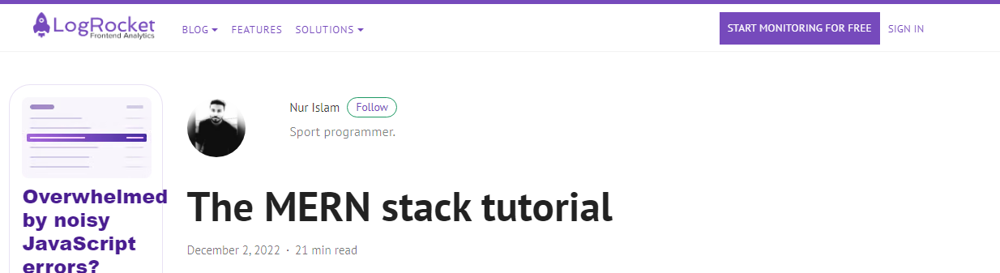 LogRocket
Frontend Analytics
BLOG FEATURES SOLUTIONS
START MONITORING FOR FREE
SIGN IN
Overwhelmed
by noisy
JavaScript
errors?
Nur Islam Follow
Sport programmer.
The MERN stack tutorial
December 2, 2022 · 21 min read